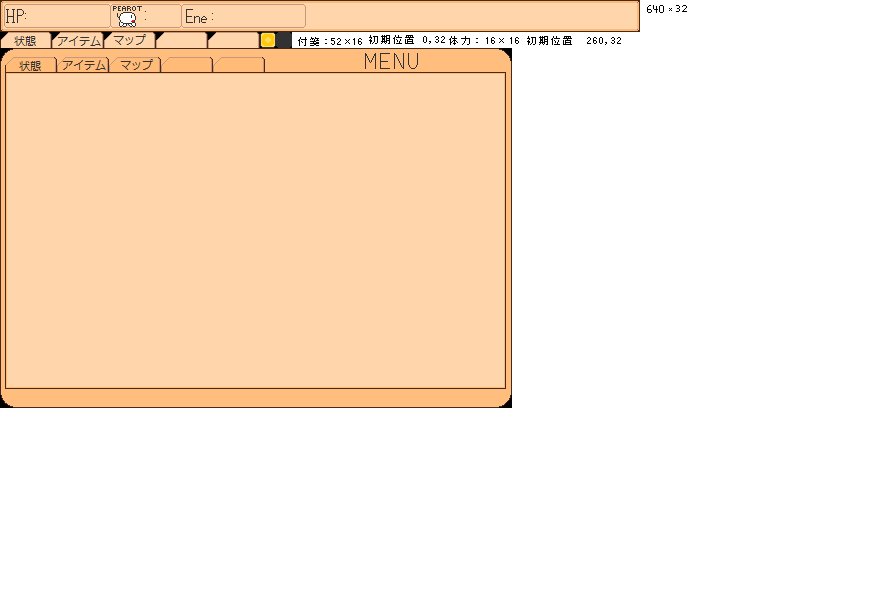 HP: PEAROT : Ene : 640×32
状態 アイテム マップ 付箋:52×16 初期位置 0,32 体力: 16×16 初期位置 260,32
状態 アイテム マップ MENU